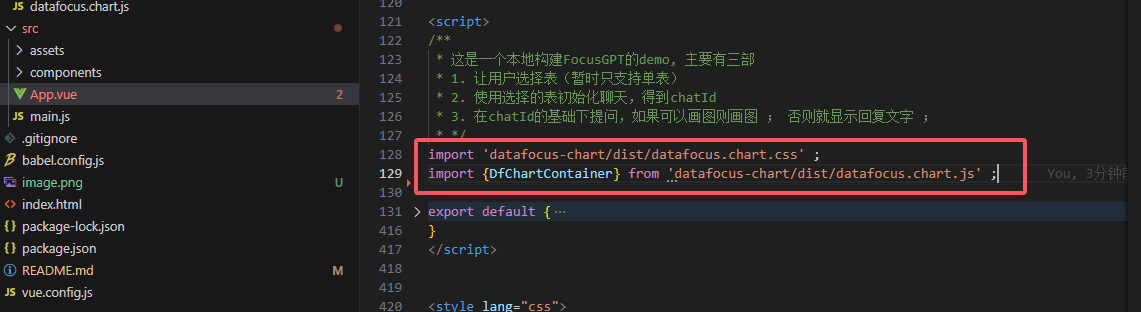 datafocus.chart.js
src
assets
components
App.vue 2
main.js
.gitignore
babel.config.js
image.png U
index.html
package-lock.json
package.json
README.md M
vue.config.js
120
121 <script>
122 /**
123 * 这是一个本地构建FocusGPT的demo, 主要有三部
124 * 1. 让用户选择表（暂时只支持单表）
125 * 2. 使用选择的表初始化聊天，得到chatId
126 * 3. 在chatId的基础下提问，如果可以画图则画图 ； 否则就显示回复文字 ；
127 * */
128 import 'datafocus-chart/dist/datafocus.chart.css' ;
129 import {DfChartContainer} from 'datafocus-chart/dist/datafocus.chart.js' ; You, 3分钟
130
131 export default {⋯
416 }
417 </script>
418
419
420 <style lang="css">